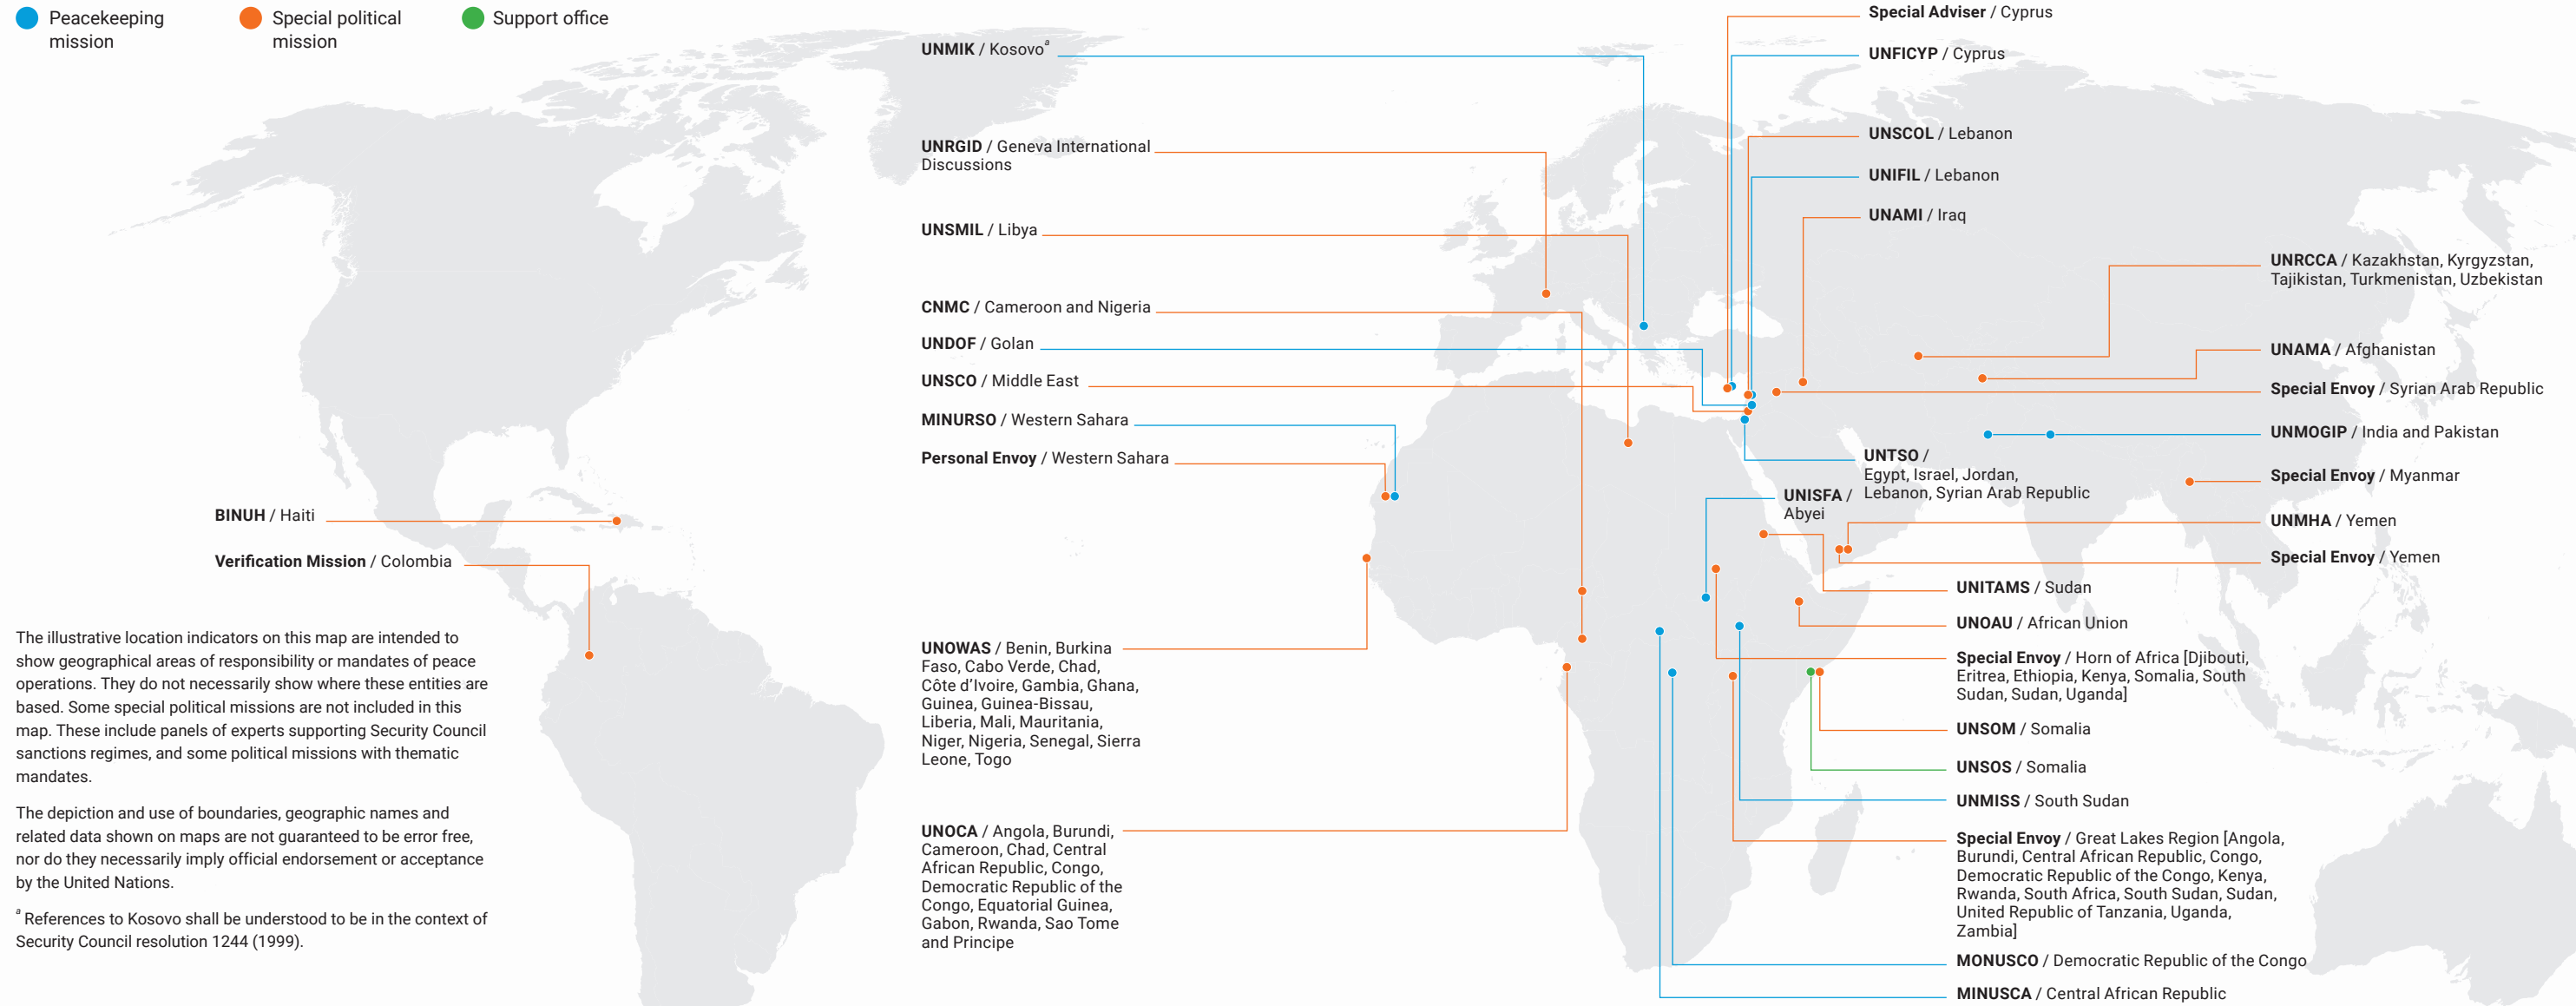 Peacekeeping
mission
Special political
mission
Support office
UNMIK / Kosovoᵃ
UNRGID / Geneva International
Discussions
UNSMIL / Libya
CNMC / Cameroon and Nigeria
UNDOF / Golan
UNSCO / Middle East
MINURSO / Western Sahara
Personal Envoy / Western Sahara
BINUH / Haiti
Verification Mission / Colombia
UNOWAS / Benin, Burkina
Faso, Cabo Verde, Chad,
Côte d’Ivoire, Gambia, Ghana,
Guinea, Guinea-Bissau,
Liberia, Mali, Mauritania,
Niger, Nigeria, Senegal, Sierra
Leone, Togo
UNOCA / Angola, Burundi,
Cameroon, Chad, Central
African Republic, Congo,
Democratic Republic of the
Congo, Equatorial Guinea,
Gabon, Rwanda, Sao Tome
and Principe
Special Adviser / Cyprus
UNFICYP / Cyprus
UNSCOL / Lebanon
UNIFIL / Lebanon
UNAMI / Iraq
UNRCCA / Kazakhstan, Kyrgyzstan,
Tajikistan, Turkmenistan, Uzbekistan
UNAMA / Afghanistan
Special Envoy / Syrian Arab Republic
UNMOGIP / India and Pakistan
UNTSO /
Egypt, Israel, Jordan,
Lebanon, Syrian Arab Republic
UNISFA /
Abyei
Special Envoy / Myanmar
UNMHA / Yemen
Special Envoy / Yemen
UNITAMS / Sudan
UNOAU / African Union
Special Envoy / Horn of Africa [Djibouti,
Eritrea, Ethiopia, Kenya, Somalia, South
Sudan, Sudan, Uganda]
UNSOM / Somalia
UNSOS / Somalia
UNMISS / South Sudan
Special Envoy / Great Lakes Region [Angola,
Burundi, Central African Republic, Congo,
Democratic Republic of the Congo, Kenya,
Rwanda, South Africa, South Sudan, Sudan,
United Republic of Tanzania, Uganda,
Zambia]
MONUSCO / Democratic Republic of the Congo
MINUSCA / Central African Republic
The illustrative location indicators on this map are intended to
show geographical areas of responsibility or mandates of peace
operations. They do not necessarily show where these entities are
based. Some special political missions are not included in this
map. These include panels of experts supporting Security Council
sanctions regimes, and some political missions with thematic
mandates.
The depiction and use of boundaries, geographic names and
related data shown on maps are not guaranteed to be error free,
nor do they necessarily imply official endorsement or acceptance
by the United Nations.
ᵃ References to Kosovo shall be understood to be in the context of
Security Council resolution 1244 (1999).